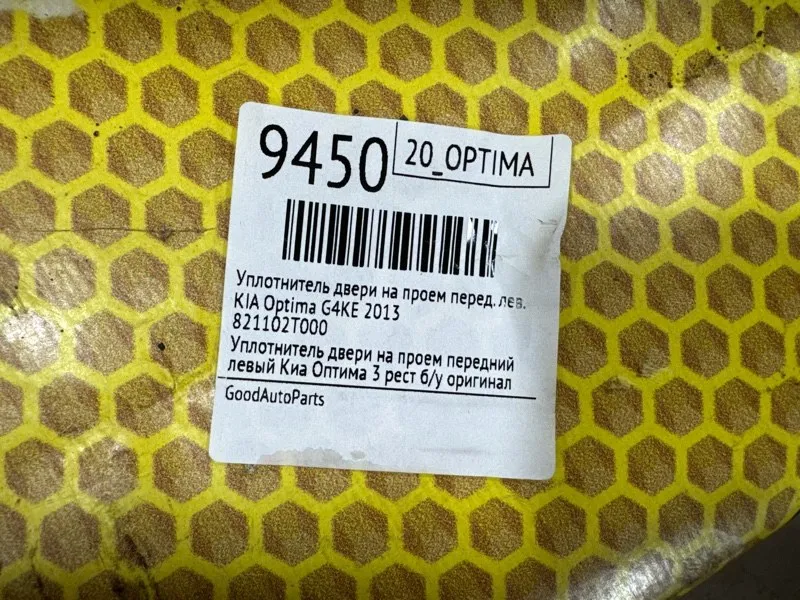 9450
20_OPTIMA
Уплотнитель двери на проем перед. лев.
KIA Optima G4KE 2013
821102T000
Уплотнитель двери на проем передний
левый Киа Оптима 3 рест б/у оригинал
GoodAutoParts